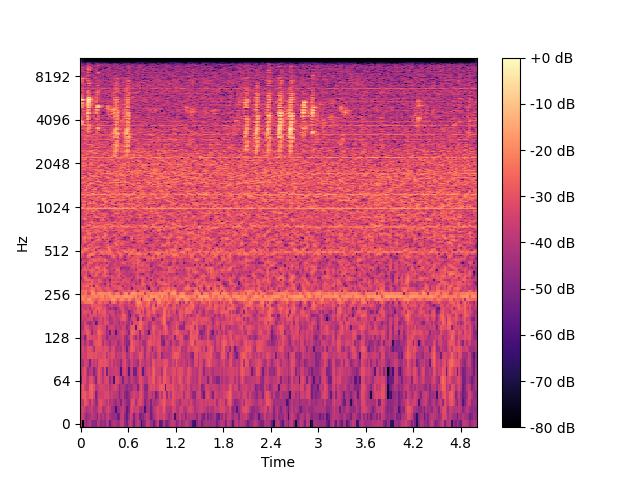 8192
4096
2048
1024
512
256
128
64
0
Hz
0 0.6 1.2 1.8 2.4 3 3.6 4.2 4.8
Time
+0 dB
-10 dB
-20 dB
-30 dB
-40 dB
-50 dB
-60 dB
-70 dB
-80 dB